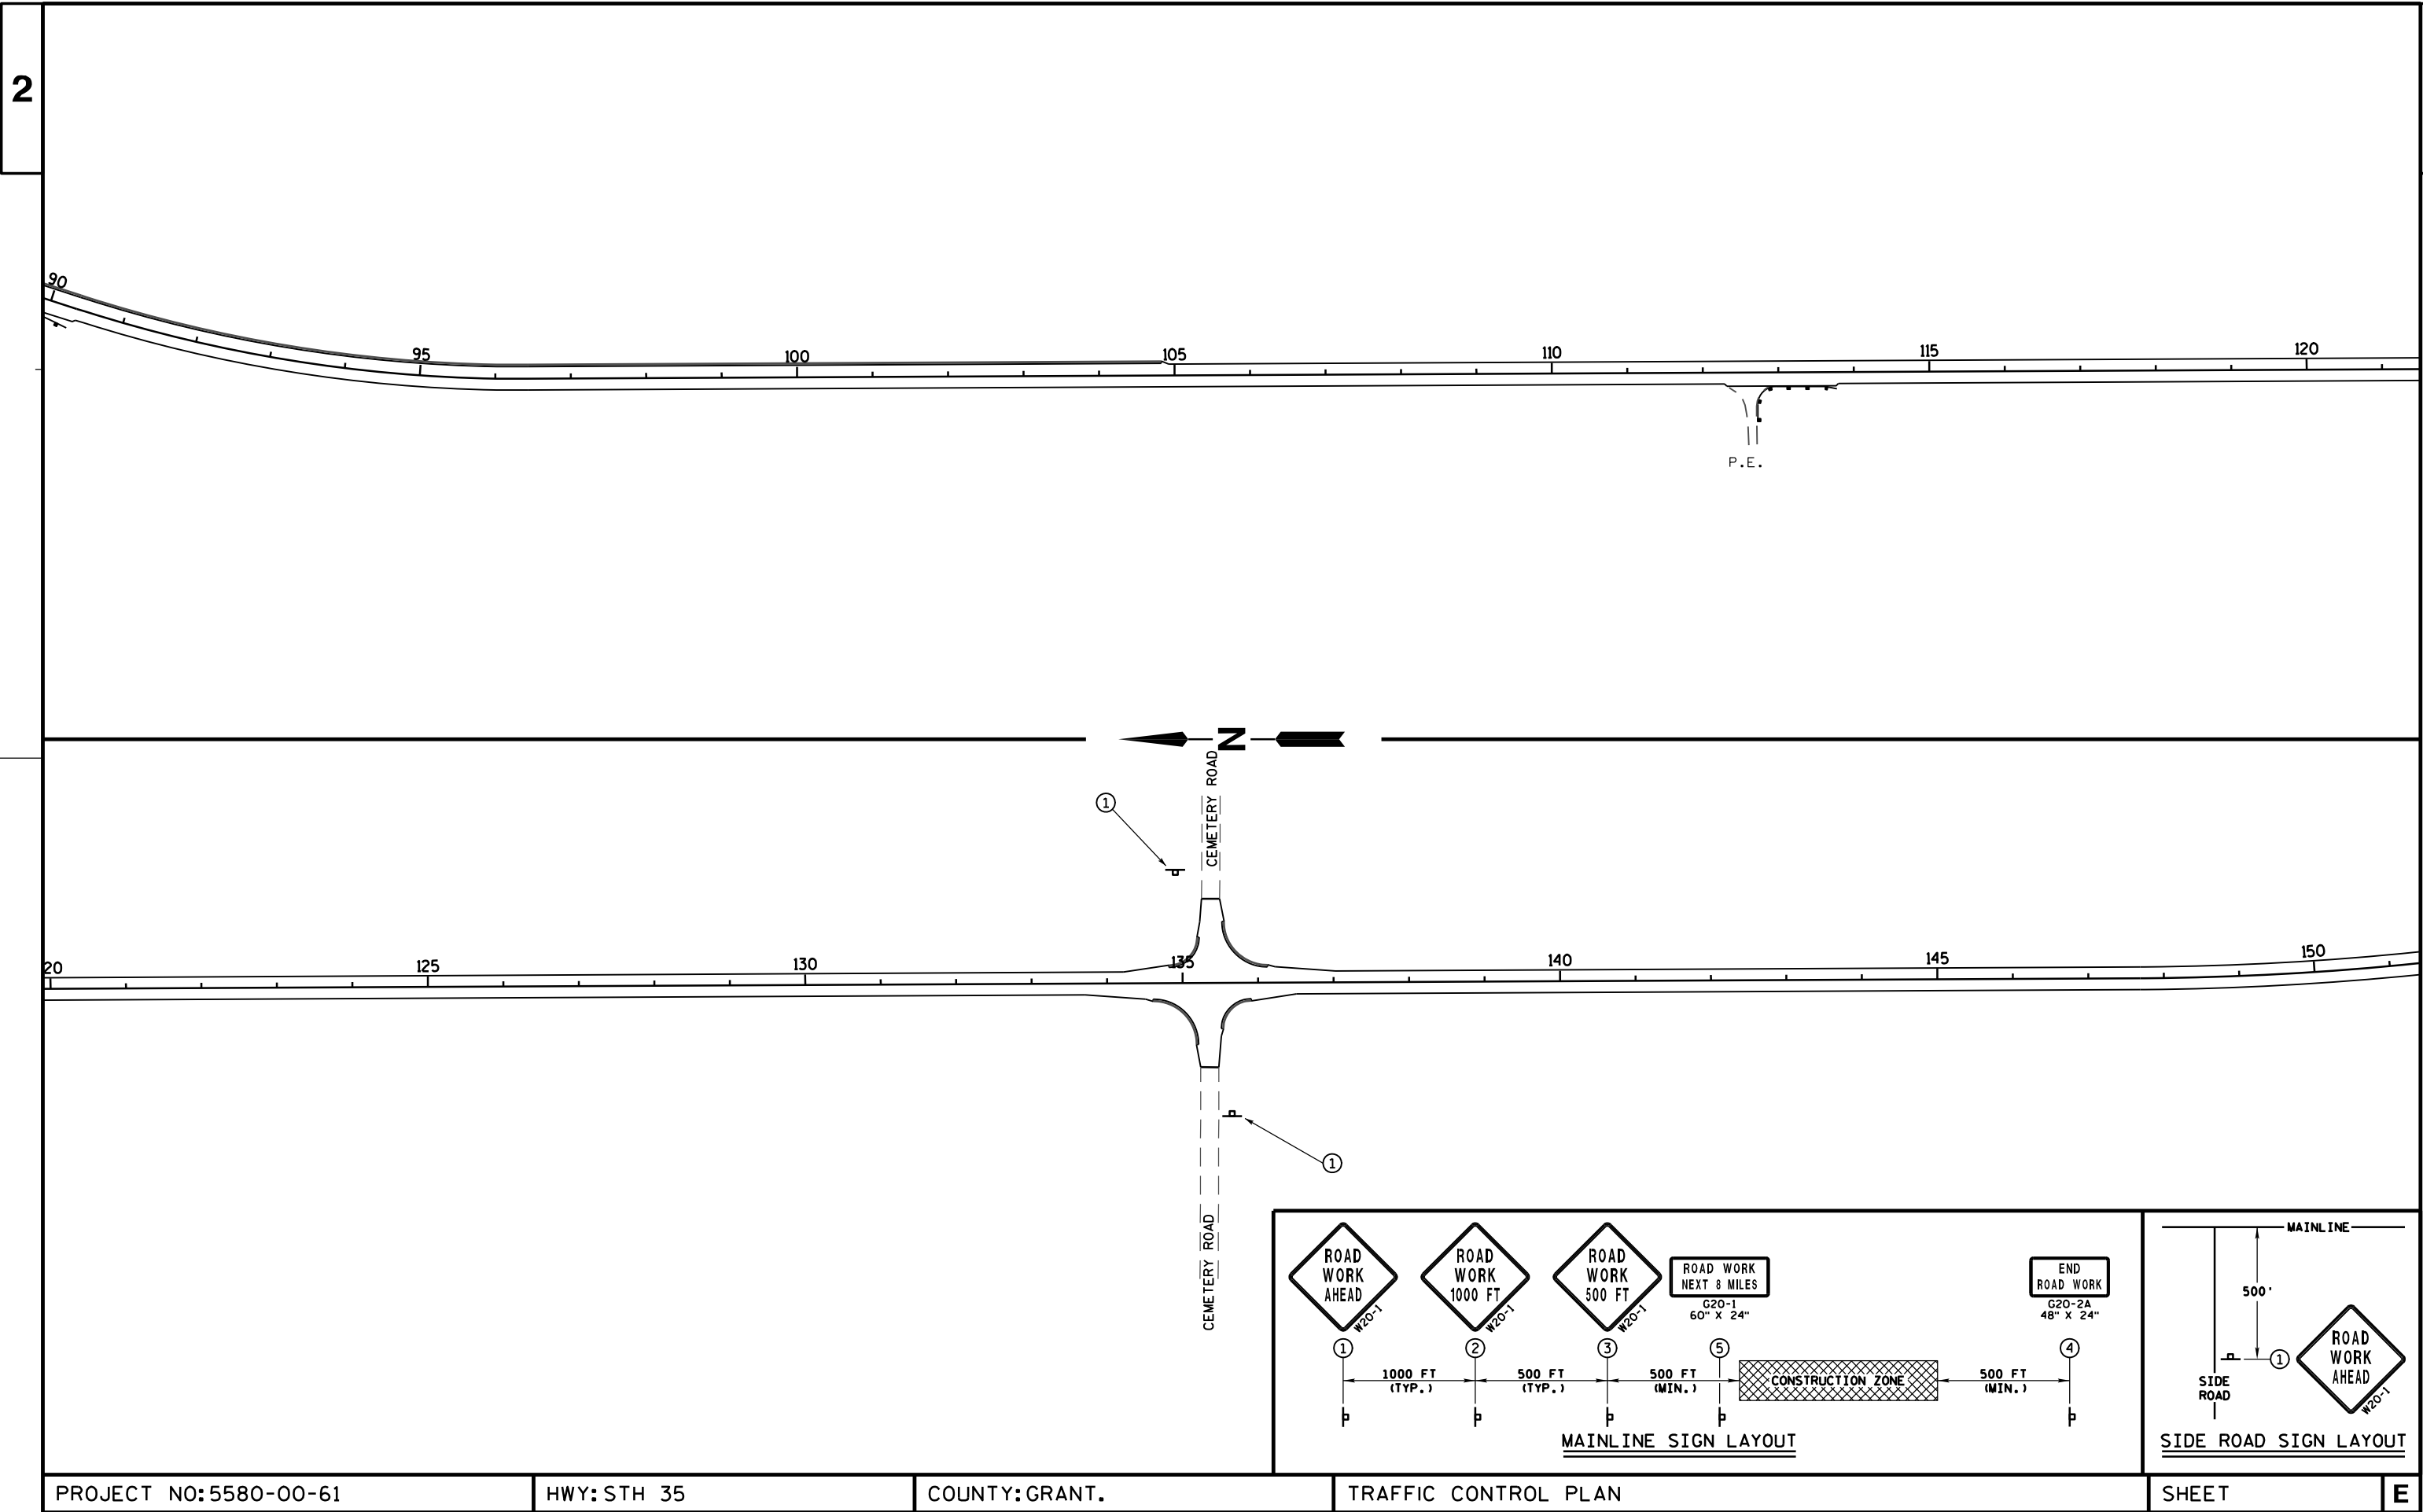 2
90
95
100
105
110
115
120
P.E.
N
CEMETERY ROAD
1
20
125
130
135
140
145
150
1
CEMETERY ROAD
ROAD WORK AHEAD
W20-1
ROAD WORK 1000 FT
W20-1
ROAD WORK 500 FT
W20-1
ROAD WORK
NEXT 8 MILES
G20-1
60" X 24"
END
ROAD WORK
G20-2A
48" X 24"
1
2
3
5
4
1000 FT
(TYP.)
500 FT
(TYP.)
500 FT
(MIN.)
CONSTRUCTION ZONE
500 FT
(MIN.)
MAINLINE SIGN LAYOUT
MAINLINE
500'
1
ROAD
WORK
AHEAD
W20-1
SIDE
ROAD
SIDE ROAD SIGN LAYOUT
PROJECT NO:5580-00-61
HWY:STH 35
COUNTY:GRANT.
TRAFFIC CONTROL PLAN
SHEET
E